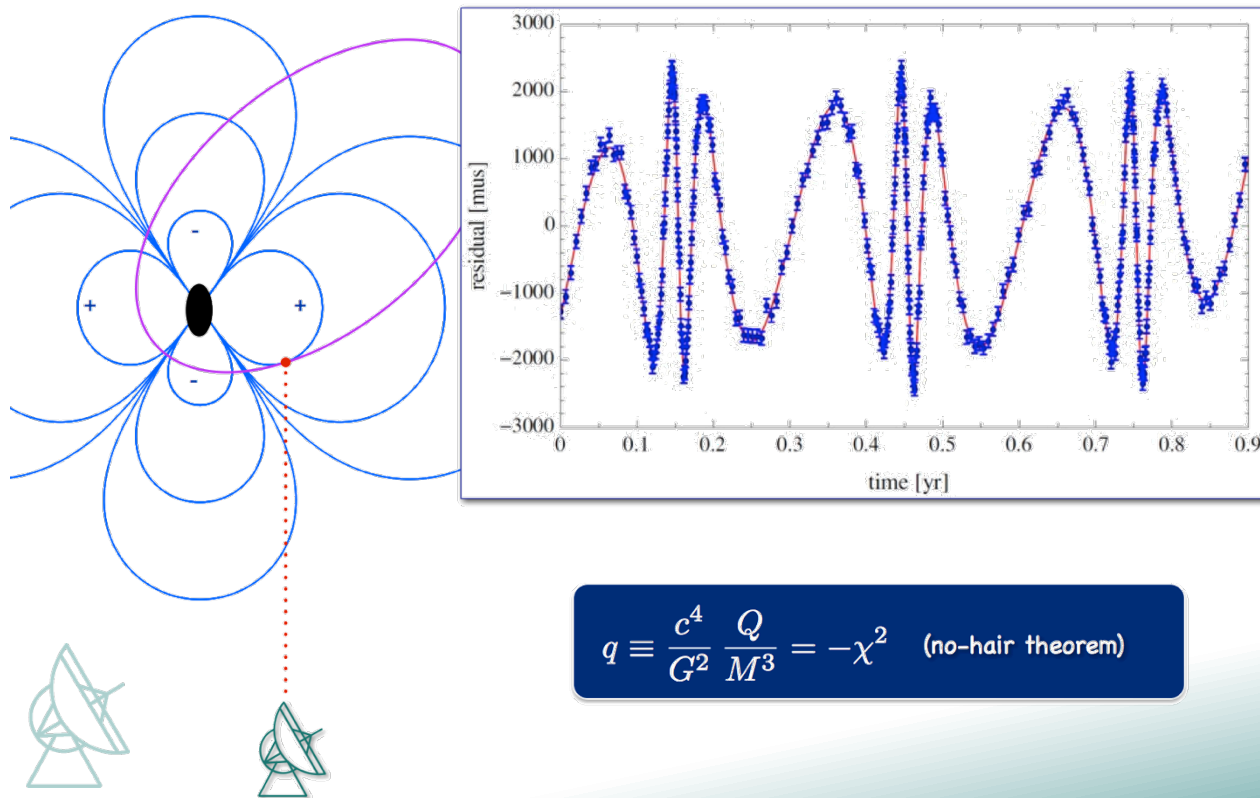 -
+ +
-
residual [mus]
3000
2000
1000
0
-1000
-2000
-3000
0 0.1 0.2 0.3 0.4 0.5 0.6 0.7 0.8 0.9
time [yr]
q ≡ c⁴/G² Q/M³ = −χ² (no-hair theorem)